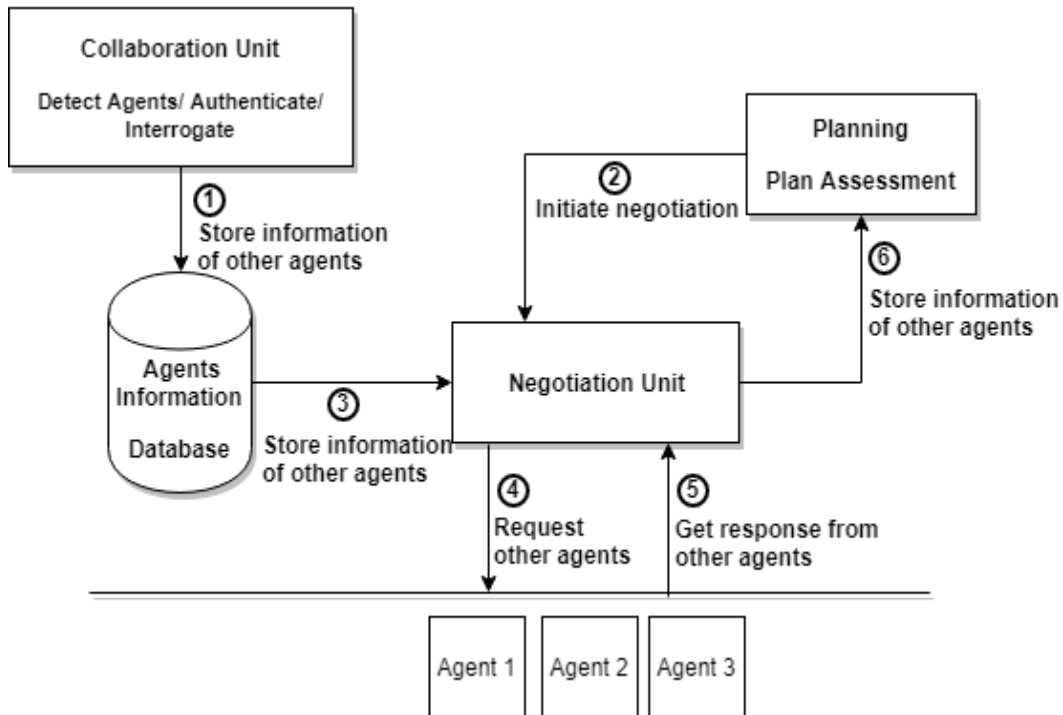 Collaboration Unit
Detect Agents/ Authenticate/
Interrogate
1
Store information
of other agents
Agents
Information
Database
2
Initiate negotiation
Planning
Plan Assessment
3
Store information
of other agents
Negotiation Unit
6
Store information
of other agents
4
Request
other agents
5
Get response from
other agents
Agent 1
Agent 2
Agent 3